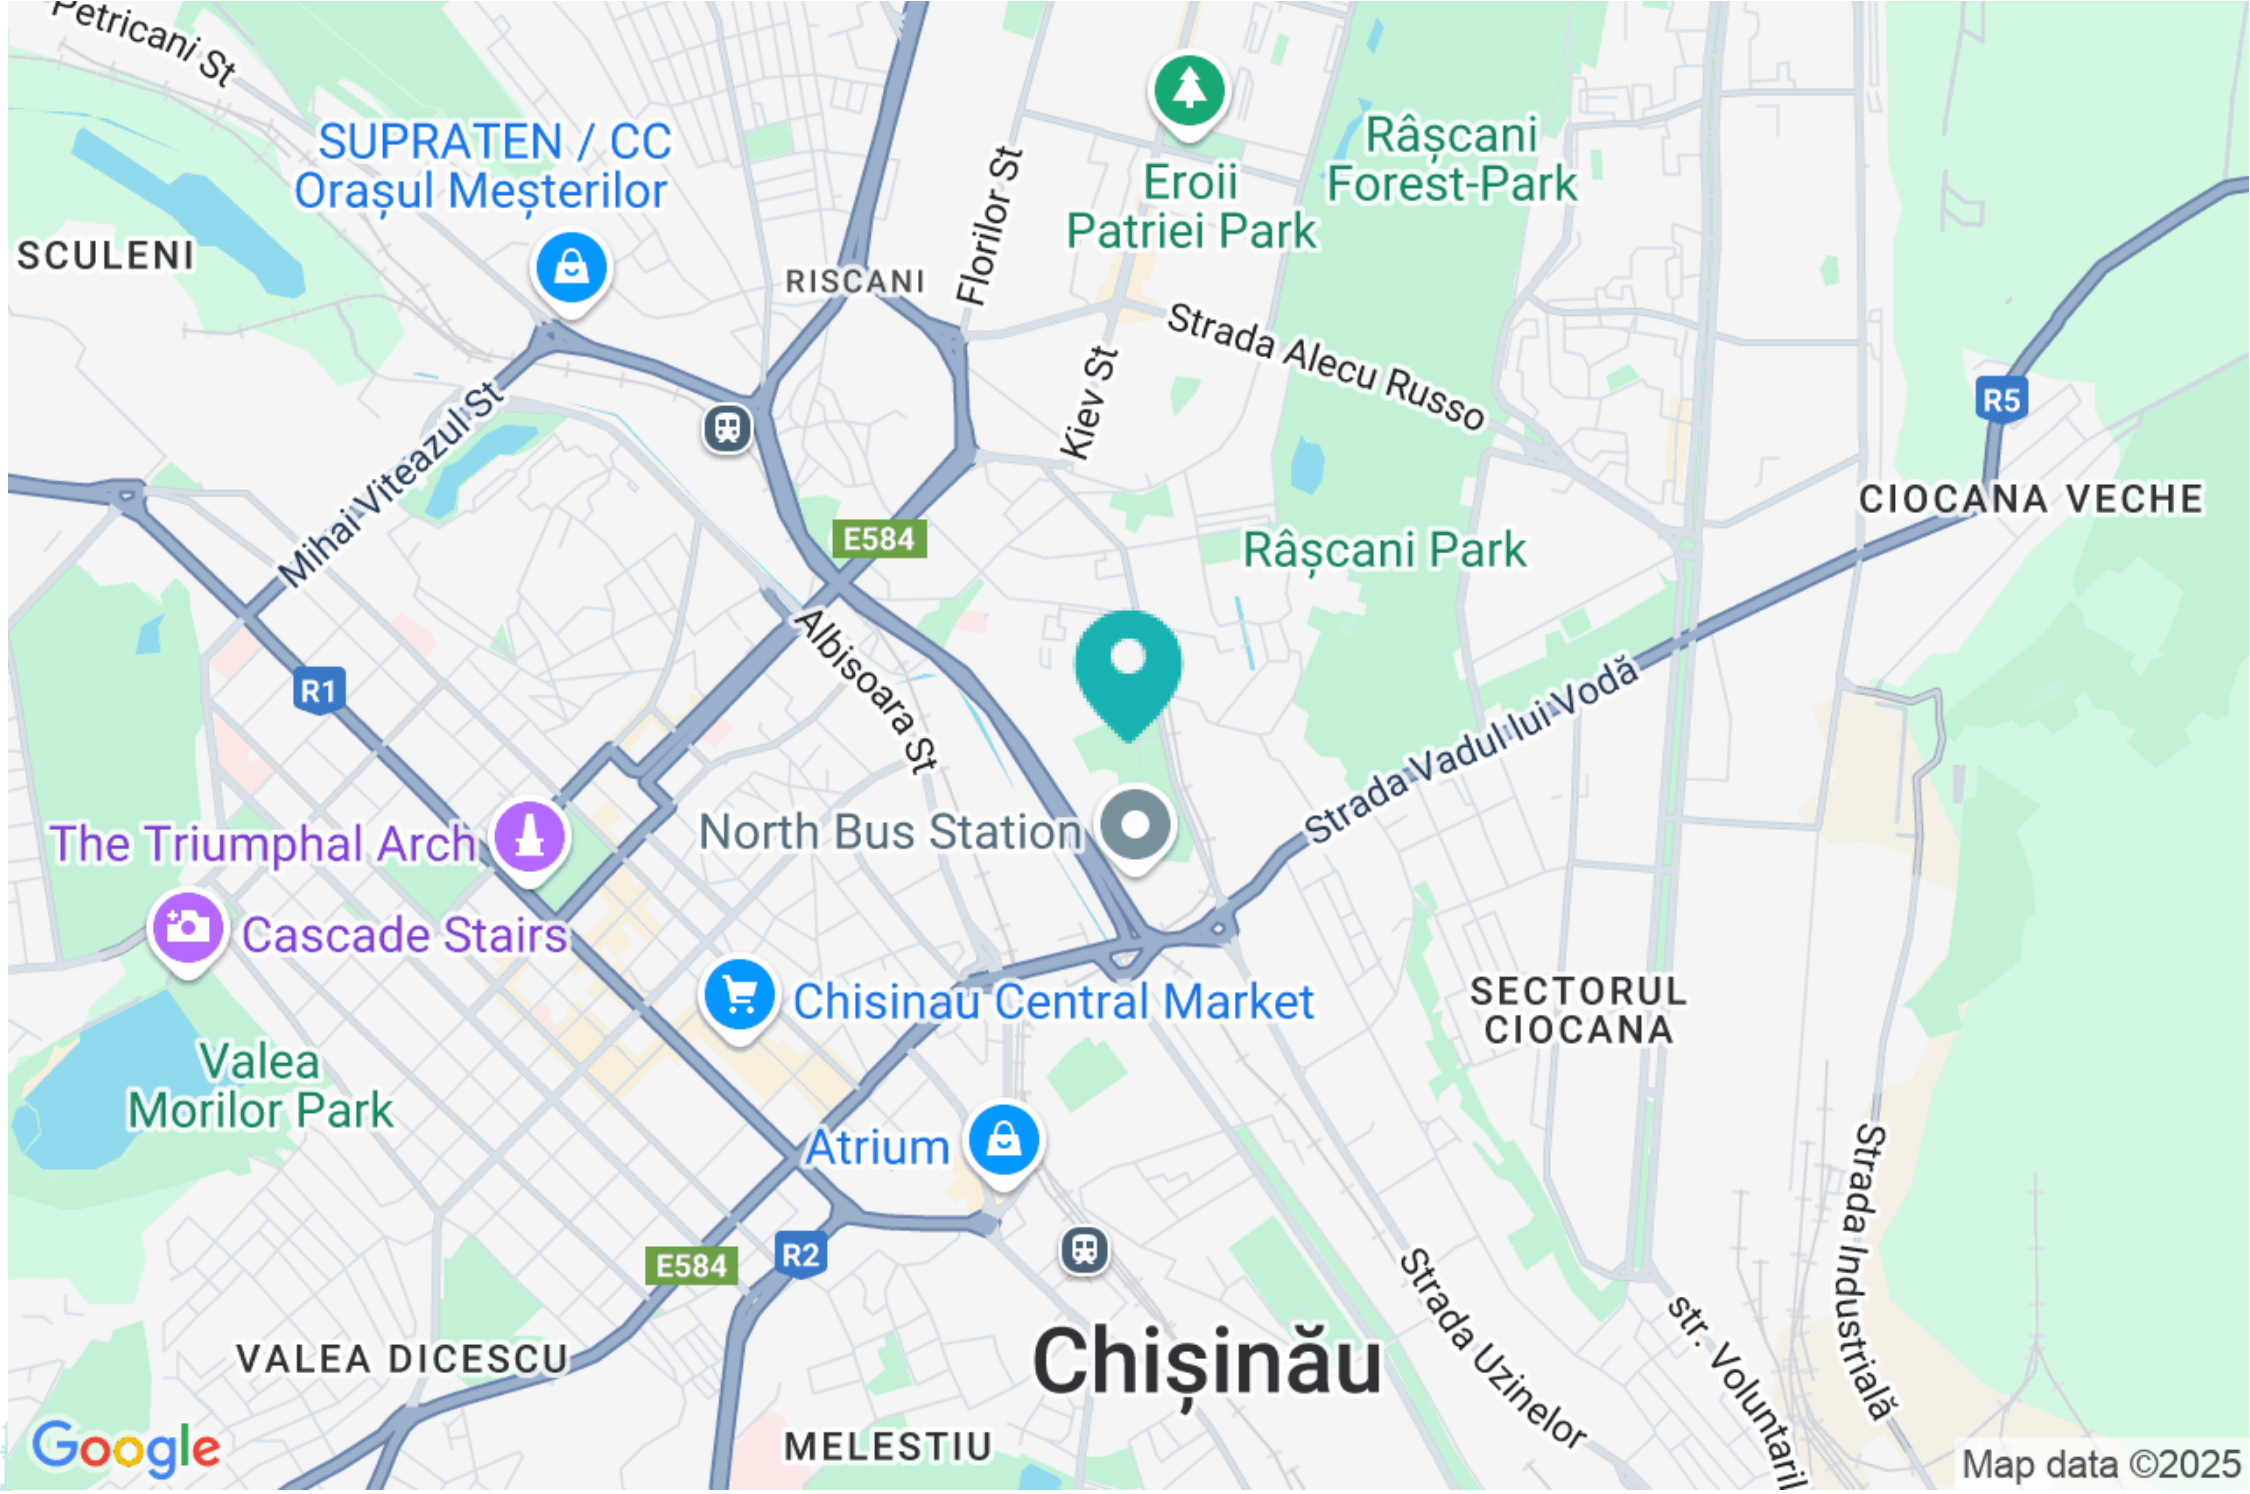 Petricani St
SUPRATEN / CC
Orașul Meșterilor
SCULENI
RISCANI
Florilor St
Eroii
Patriei Park
Râșcani
Forest-Park
Strada Alecu Russo
Kiev St
Mihai Viteazul St
R5
CIOCANA VECHE
E584
Râșcani Park
R1
Albisoara St
Strada Vadul lui Vodă
The Triumphal Arch
North Bus Station
Cascade Stairs
Chisinau Central Market
SECTORUL
CIOCANA
Valea
Morilor Park
Atrium
Strada Industrială
E584
R2
Strada Uzinelor
str. Voluntarilor
Chișinău
VALEA DICESCU
MELESTIU
Google
Map data ©2025